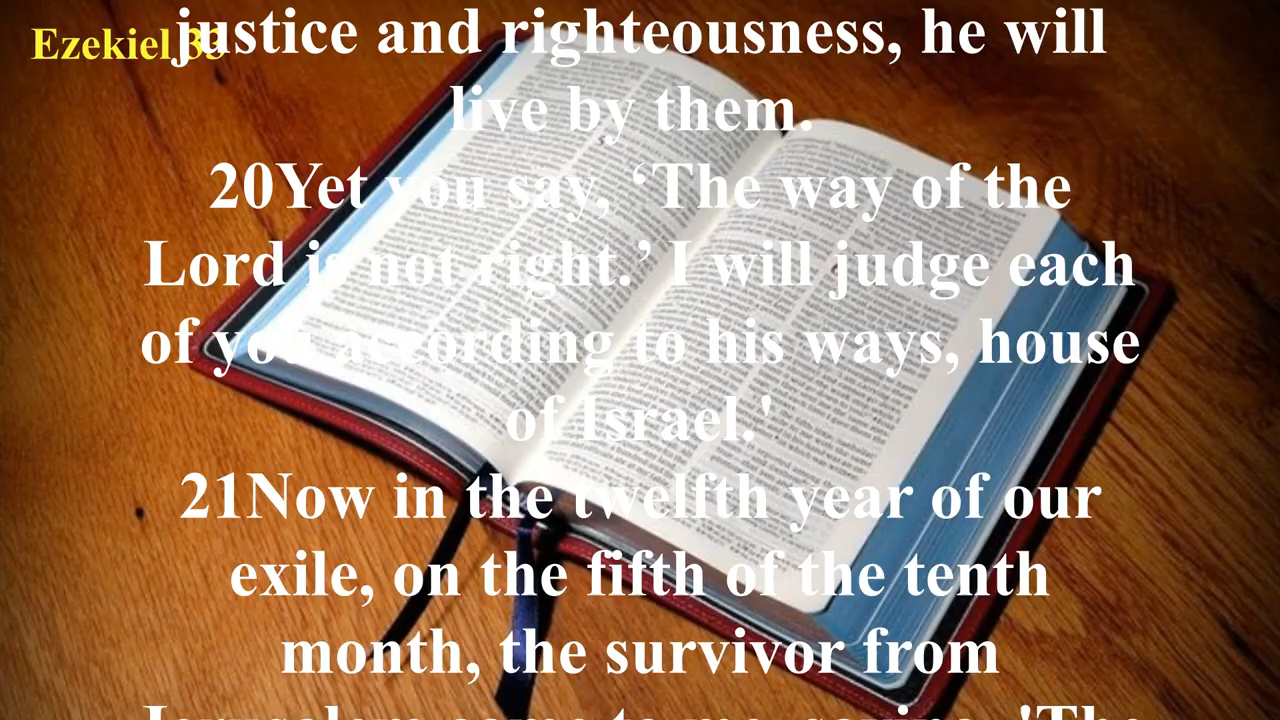 Ezekiel 33
justice and righteousness, he will
live by them.
20Yet you say, ‘The way of the
Lord is not right.’ I will judge each
of you according to his ways, house
of Israel.'
21Now in the twelfth year of our
exile, on the fifth of the tenth
month, the survivor from